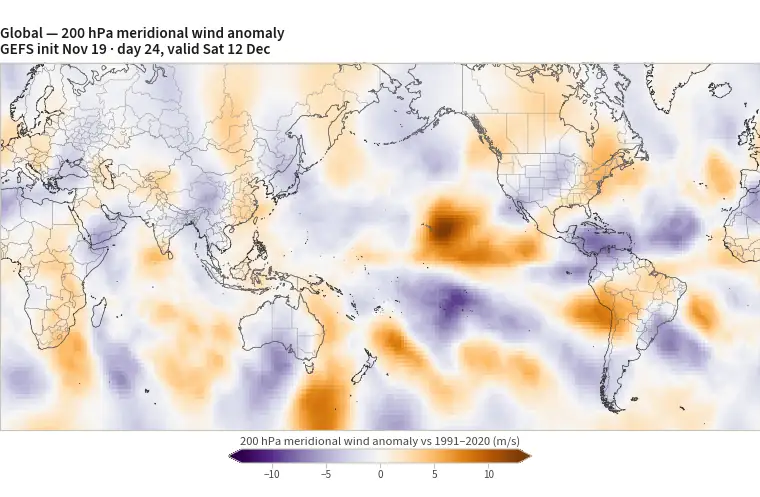 Global — 200 hPa meridional wind anomaly
GEFS init Nov 19 · day 24, valid Sat 12 Dec
200 hPa meridional wind anomaly vs 1991–2020 (m/s)
−10 −5 0 5 10